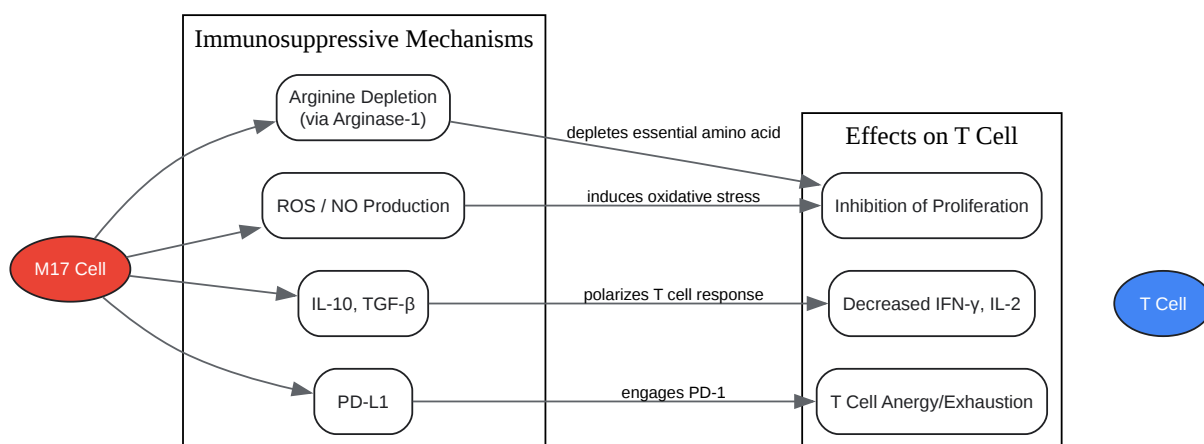 Immunosuppressive Mechanisms
Arginine Depletion
(via Arginase-1)
depletes essential amino acid
Effects on T Cell
ROS / NO Production
induces oxidative stress
Inhibition of Proliferation
M17 Cell
IL-10, TGF-β
polarizes T cell response
Decreased IFN-γ, IL-2
T Cell
PD-L1
engages PD-1
T Cell Anergy/Exhaustion